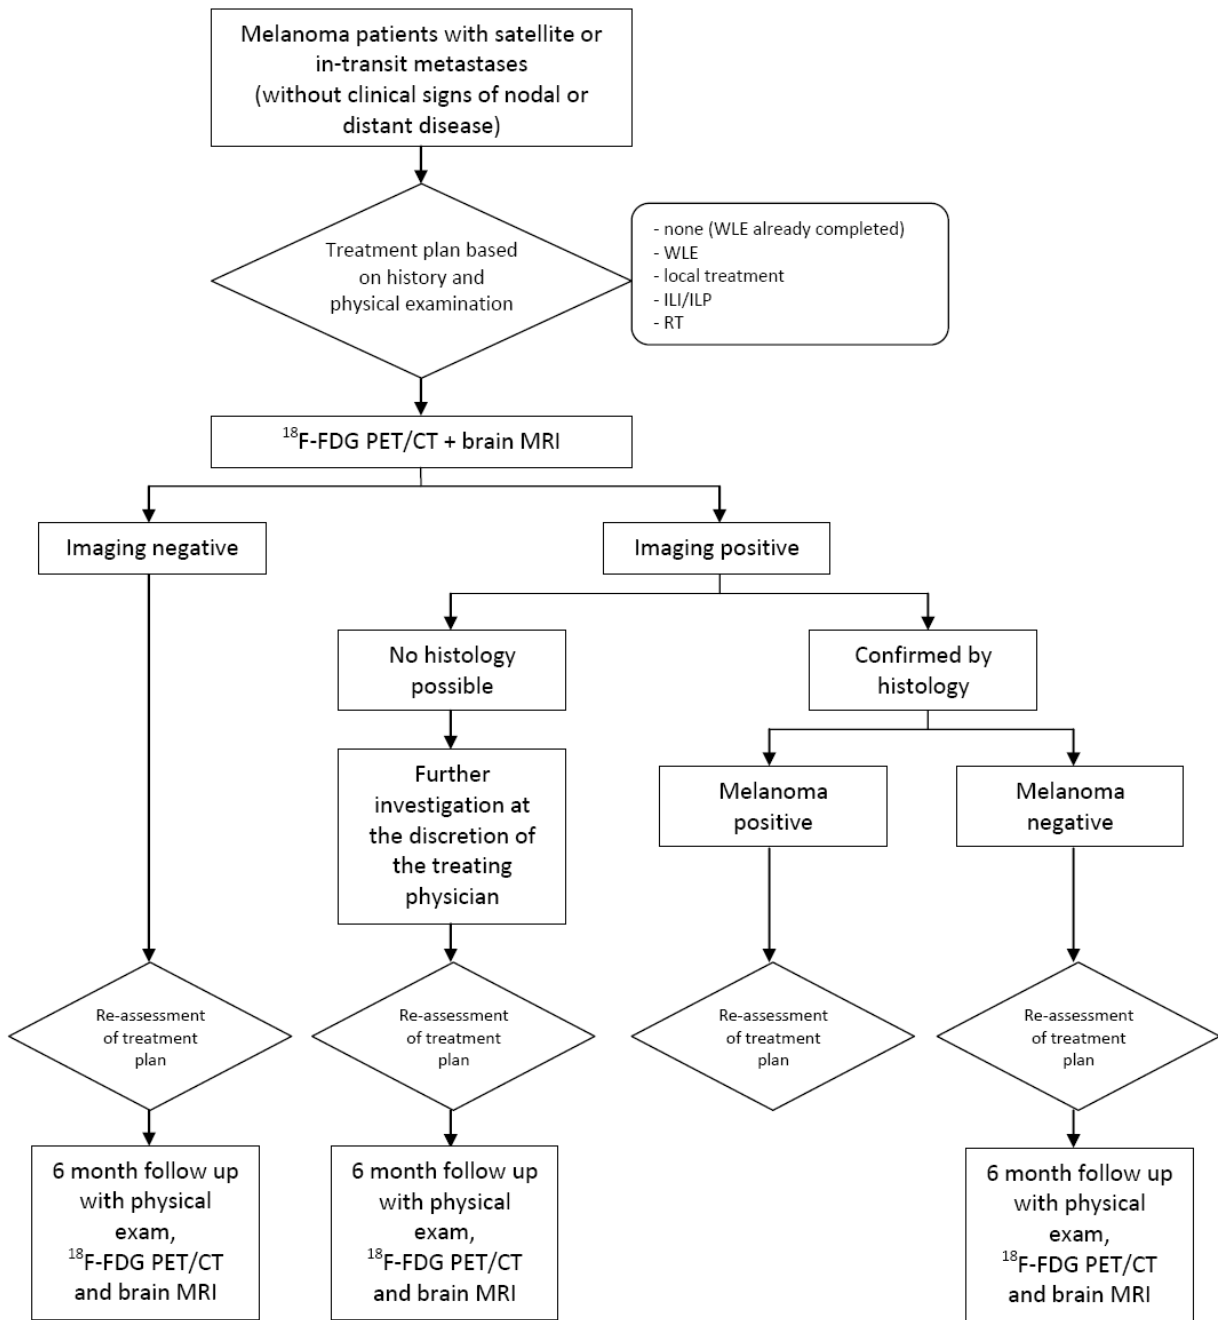 Melanoma patients with satellite or
in-transit metastases
(without clinical signs of nodal or
distant disease)
Treatment plan based
on history and
physical examination
- none (WLE already completed)
- WLE
- local treatment
- ILI/ILP
- RT
¹⁸F-FDG PET/CT + brain MRI
Imaging negative
Imaging positive
No histology
possible
Confirmed by
histology
Further
investigation at
the discretion of
the treating
physician
Melanoma
positive
Melanoma
negative
Re-assessment
of treatment
plan
Re-assessment
of treatment
plan
Re-assessment
of treatment
plan
Re-assessment
of treatment
plan
6 month follow up
with physical
exam,
¹⁸F-FDG PET/CT
and brain MRI
6 month follow up
with physical
exam,
¹⁸F-FDG PET/CT
and brain MRI
6 month follow up
with physical
exam,
¹⁸F-FDG PET/CT
and brain MRI